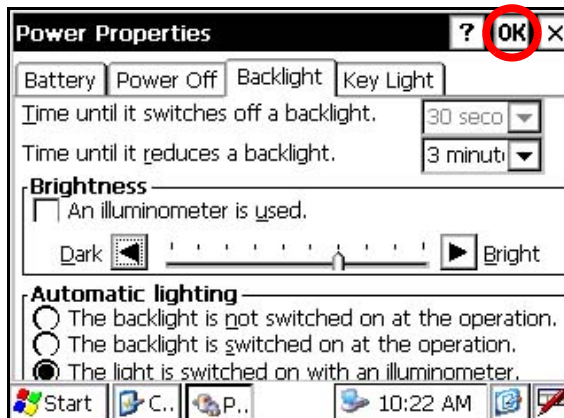 Power Properties ? OK ×
Battery Power Off Backlight Key Light
Time until it switches off a backlight. 30 seco
Time until it reduces a backlight. 3 minut
Brightness
An illuminometer is used.
Dark Bright
Automatic lighting
The backlight is not switched on at the operation.
The backlight is switched on at the operation.
The light is switched on with an illuminometer.
Start C.. P.. 10:22 AM